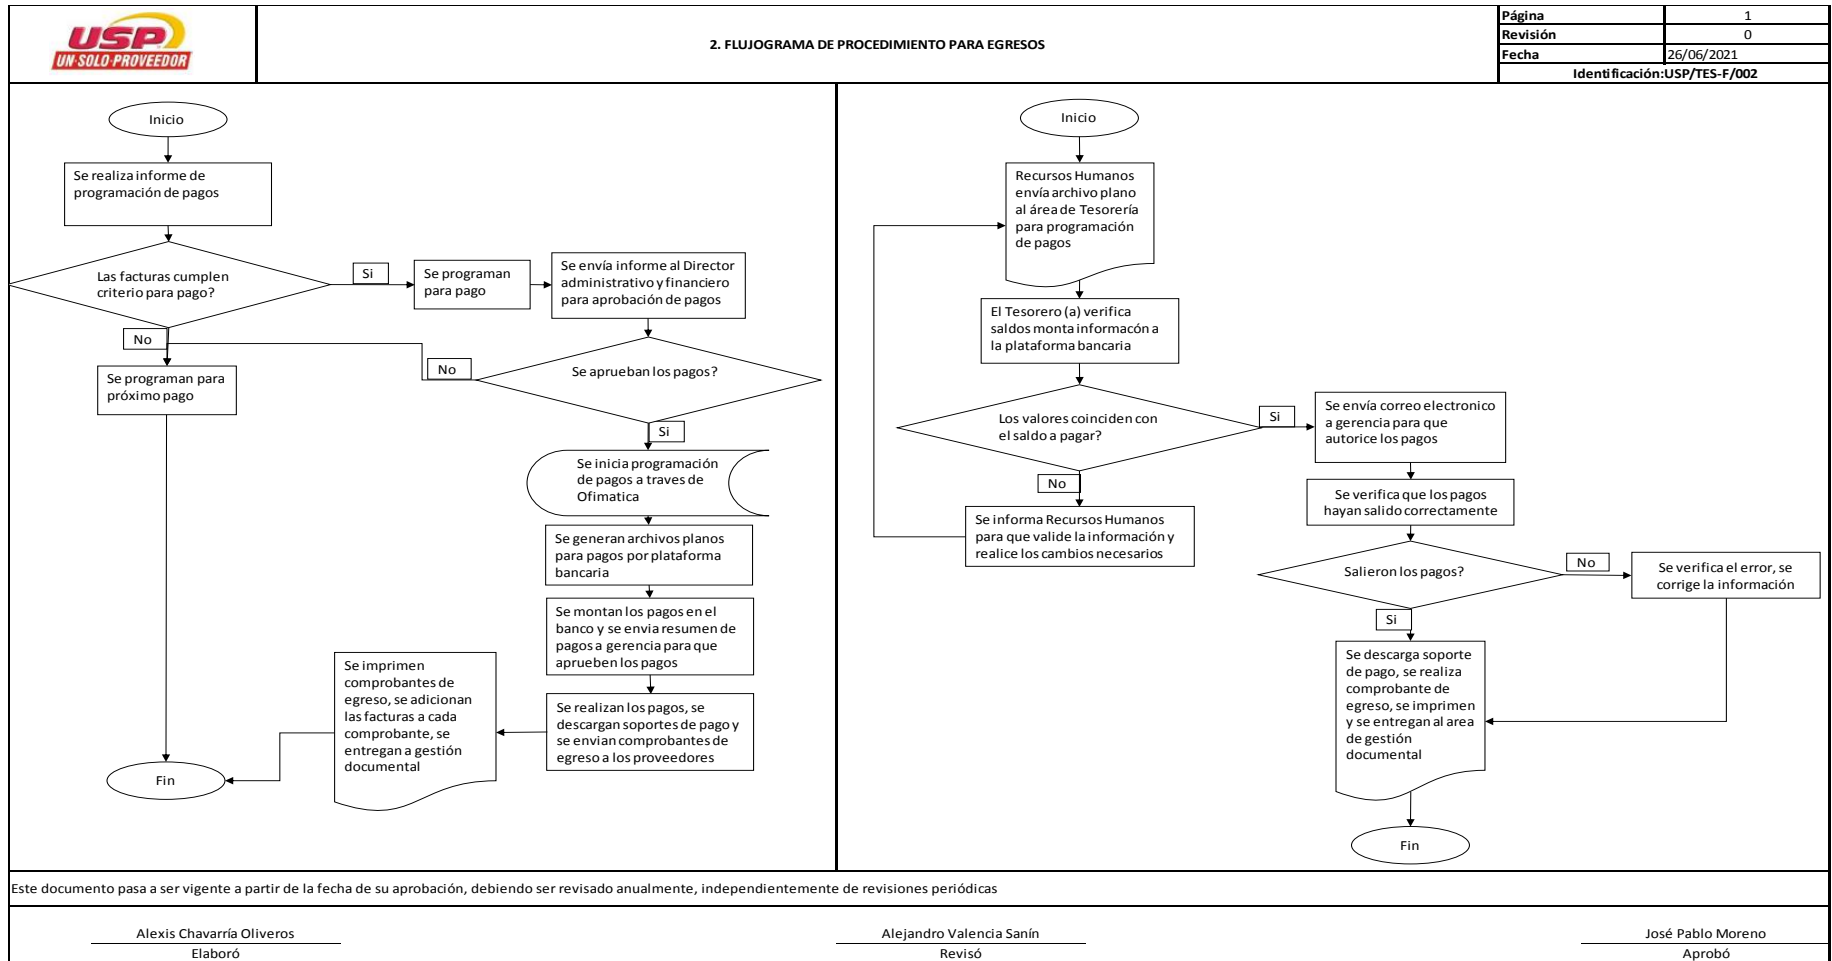 USP
UN-SOLO-PROVEEDOR
2. FLUJOGRAMA DE PROCEDIMIENTO PARA EGRESOS
Página 1
Revisión 0
Fecha 26/06/2021
Identificación:USP/TES-F/002
Inicio
Se realiza informe de
programación de pagos
Las facturas cumplen
criterio para pago?
Si
Se programan
para pago
Se envía informe al Director
administrativo y financiero
para aprobación de pagos
No
Se programan para
próximo pago
Se aprueban los pagos?
No
Si
Se inicia programación
de pagos a traves de
Ofimatica
Se generan archivos planos
para pagos por plataforma
bancaria
Se montan los pagos en el
banco y se envia resumen de
pagos a gerencia para que
aprueben los pagos
Se realizan los pagos, se
descargan soportes de pago y
se envian comprobantes de
egreso a los proveedores
Se imprimen
comprobantes de
egreso, se adicionan
las facturas a cada
comprobante, se
entregan a gestión
documental
Fin
Inicio
Recursos Humanos
envía archivo plano
al área de Tesorería
para programación
de pagos
El Tesorero (a) verifica
saldos monta informacón a
la plataforma bancaria
Los valores coinciden con
el saldo a pagar?
No
Se informa Recursos Humanos
para que valide la información y
realice los cambios necesarios
Si
Se envía correo electronico
a gerencia para que
autorice los pagos
Se verifica que los pagos
hayan salido correctamente
Salieron los pagos?
No
Se verifica el error, se
corrige la información
Si
Se descarga soporte
de pago, se realiza
comprobante de
egreso, se imprimen
y se entregan al area
de gestión
documental
Fin
Este documento pasa a ser vigente a partir de la fecha de su aprobación, debiendo ser revisado anualmente, independientemente de revisiones periódicas
Alexis Chavarría Oliveros
Elaboró
Alejandro Valencia Sanín
Revisó
José Pablo Moreno
Aprobó